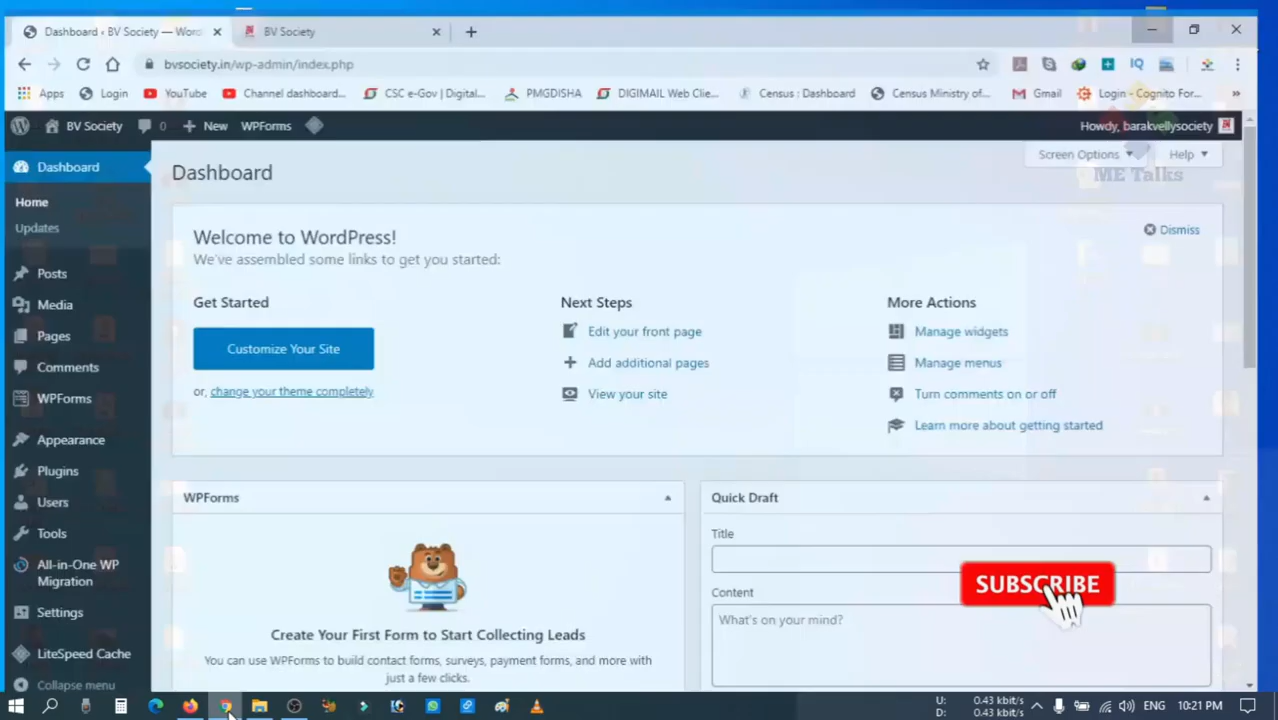 Dashboard ‹ BV Society — Wor
BV Society
bvsociety.in/wp-admin/index.php
Apps
Login
YouTube
Channel dashboard...
CSC e-Gov | Digital...
PMGDISHA
DIGIMAIL Web Clie...
Census : Dashboard
Census Ministry of...
Gmail
Login - Cognito For...
BV Society
0
New
WPForms
Howdy, barakvellysociety
Screen Options
Help
ME Talks
Dashboard
Home
Updates
Posts
Media
Pages
Comments
WPForms
Appearance
Plugins
Users
Tools
All-in-One WP
Migration
Settings
LiteSpeed Cache
Collapse menu
Dashboard
Welcome to WordPress!
We've assembled some links to get you started:
Dismiss
Get Started
Customize Your Site
or, change your theme completely
Next Steps
Edit your front page
Add additional pages
View your site
More Actions
Manage widgets
Manage menus
Turn comments on or off
Learn more about getting started
WPForms
Create Your First Form to Start Collecting Leads
You can use WPForms to build contact forms, surveys, payment forms, and more with
just a few clicks.
Quick Draft
Title
Content
What's on your mind?
SUBSCRIBE
IQ
U: 0.43 kbit/s
D: 0.43 kbit/s
ENG
10:21 PM